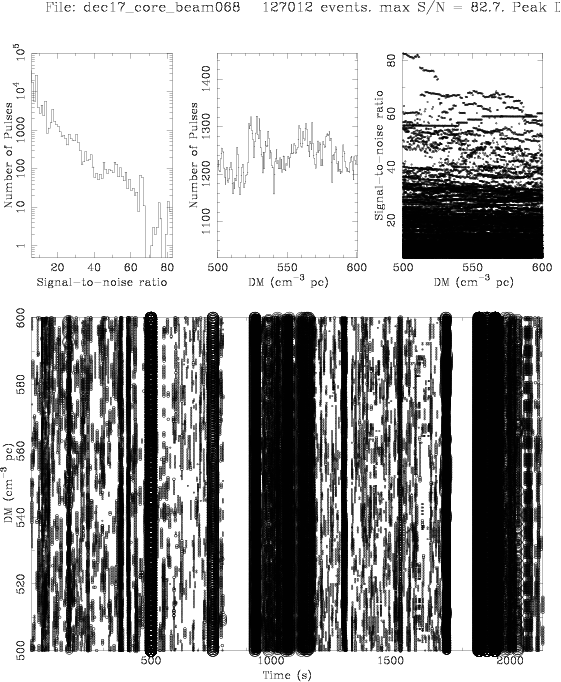 File: dec17_core_beam068 127012 events. max S/N = 82.7. Peak D
10^5
10^4
1000
100
10
1
Number of Pulses
20 40 60 80
Signal-to-noise ratio
1400
1300
1200
1100
Number of Pulses
500 550 600
DM (cm^-3 pc)
80
60
40
20
Signal-to-noise ratio
500 550 600
DM (cm^-3 pc)
600
580
560
540
520
500
DM (cm^-3 pc)
500 1000 1500 2000
Time (s)